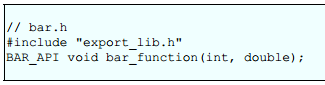 // bar.h
#include "export_lib.h"
BAR_API void bar_function(int, double);